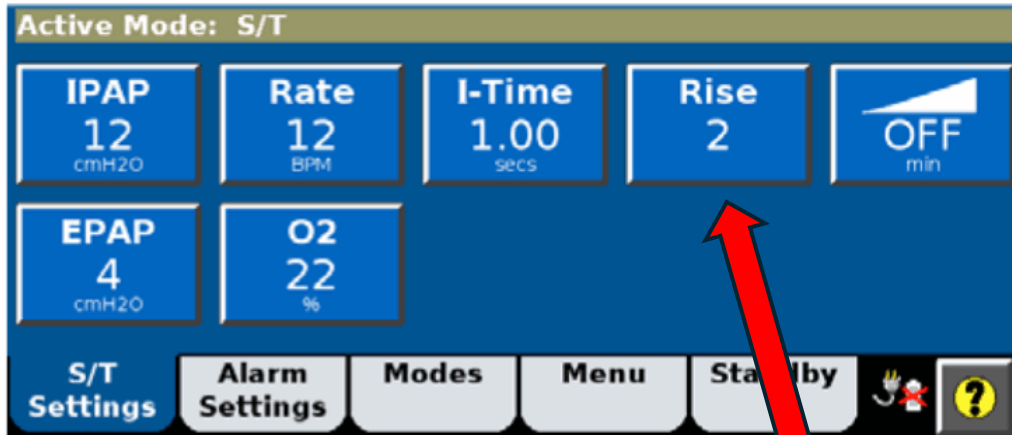 Active Mode: S/T
IPAP
12
cmH2O
Rate
12
BPM
I-Time
1.00
secs
Rise
2
OFF
min
EPAP
4
cmH2O
O2
22
%
S/T
Settings
Alarm
Settings
Modes
Menu
?